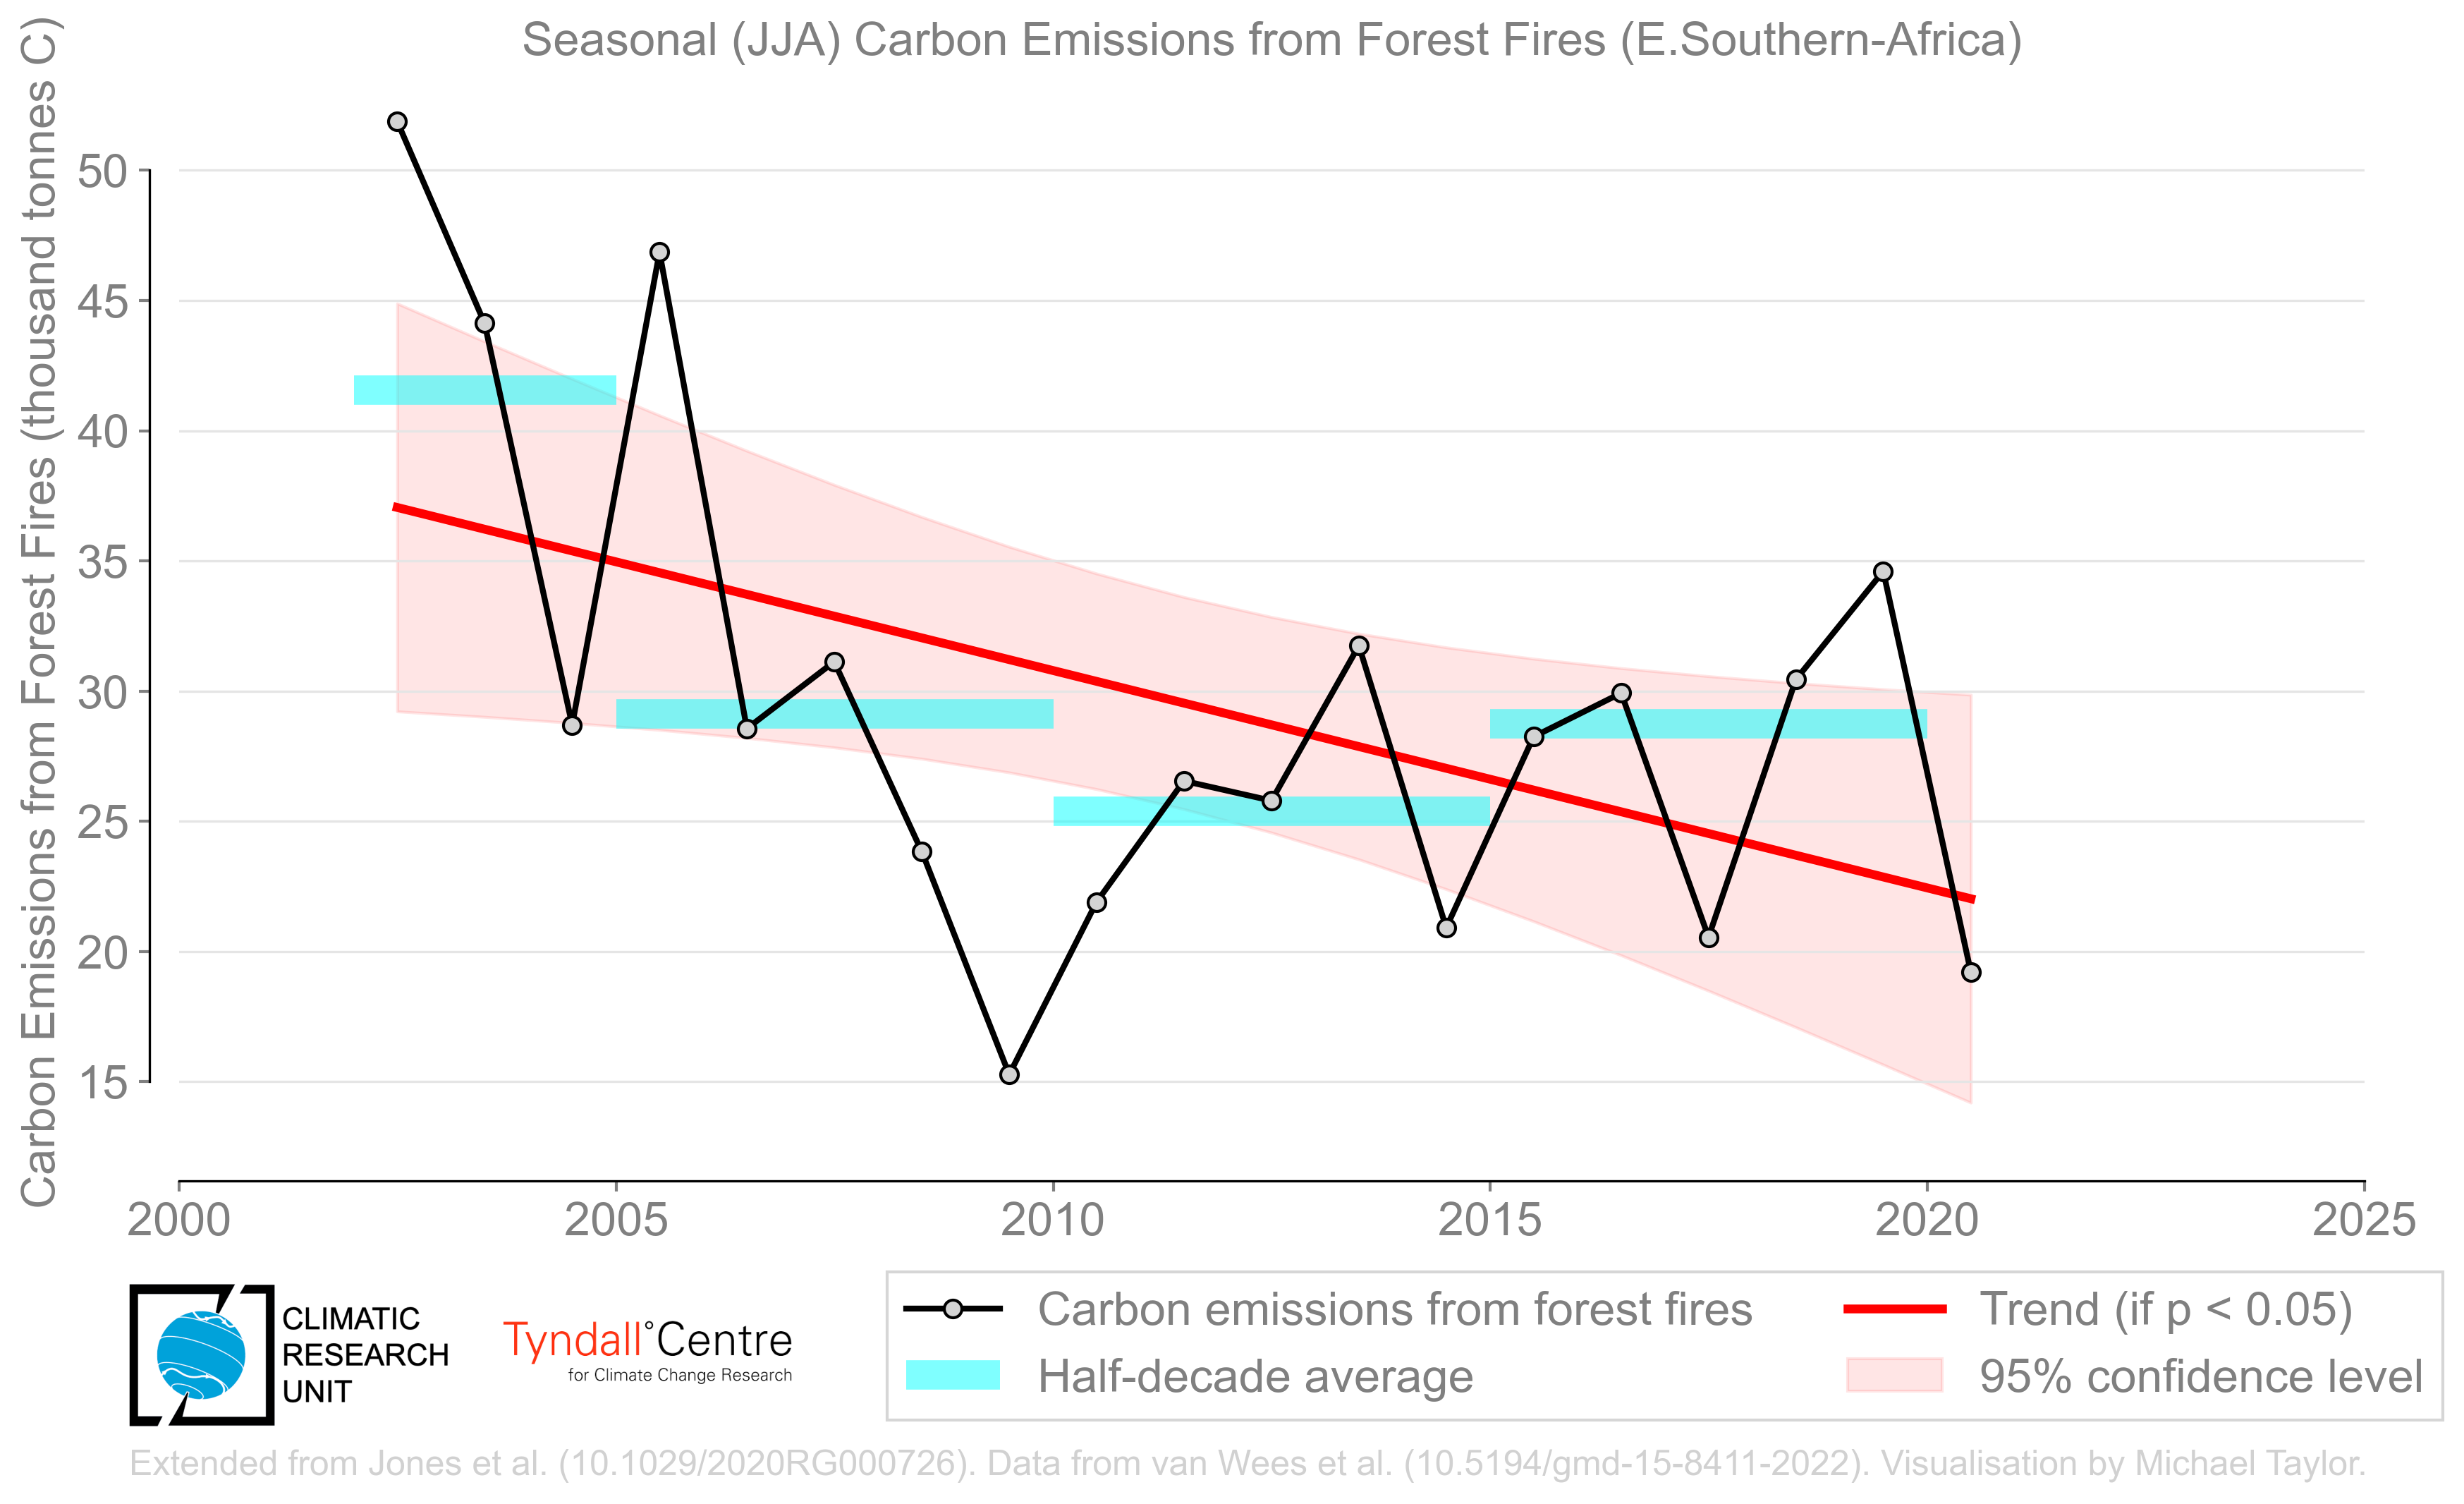 Seasonal (JJA) Carbon Emissions from Forest Fires (E.Southern-Africa)
Carbon Emissions from Forest Fires (thousand tonnes C)
50
45
40
35
30
25
20
15
2000 2005 2010 2015 2020 2025
CLIMATIC
RESEARCH
UNIT
Tyndall°Centre
for Climate Change Research
Carbon emissions from forest fires
Half-decade average
Trend (if p < 0.05)
95% confidence level
Extended from Jones et al. (10.1029/2020RG000726). Data from van Wees et al. (10.5194/gmd-15-8411-2022). Visualisation by Michael Taylor.